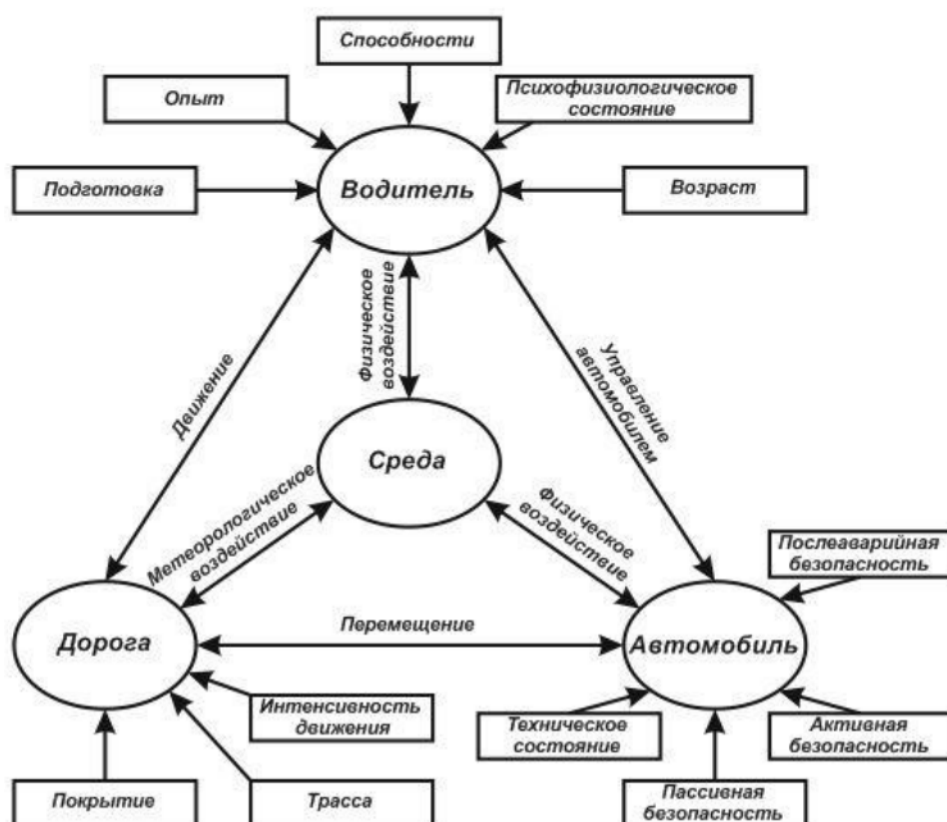 Способности
Опыт
Психофизиологическое
состояние
Подготовка
Водитель
Возраст
Физическое
воздействие
Движение
Управление
автомобилем
Среда
Метеорологическое
воздействие
Физическое
воздействие
Послеаварийная
безопасность
Дорога
Перемещение
Автомобиль
Интенсивность
движения
Техническое
состояние
Активная
безопасность
Покрытие
Трасса
Пассивная
безопасность